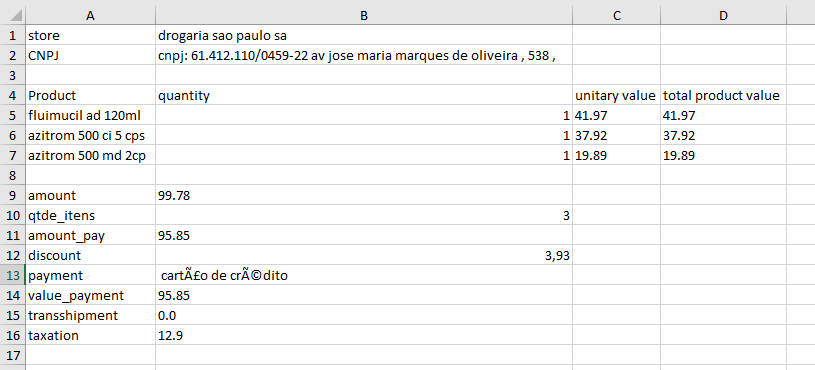 A B C D
1 store drogaria sao paulo sa
2 CNPJ cnpj: 61.412.110/0459-22 av jose maria marques de oliveira , 538 ,
3
4 Product quantity unitary value total product value
5 fluimucil ad 120ml 1 41.97 41.97
6 azitrom 500 ci 5 cps 1 37.92 37.92
7 azitrom 500 md 2cp 1 19.89 19.89
8
9 amount 99.78
10 qtde_itens 3
11 amount_pay 95.85
12 discount 3,93
13 payment cartÃ£o de crÃ©dito
14 value_payment 95.85
15 transshipment 0.0
16 taxation 12.9
17